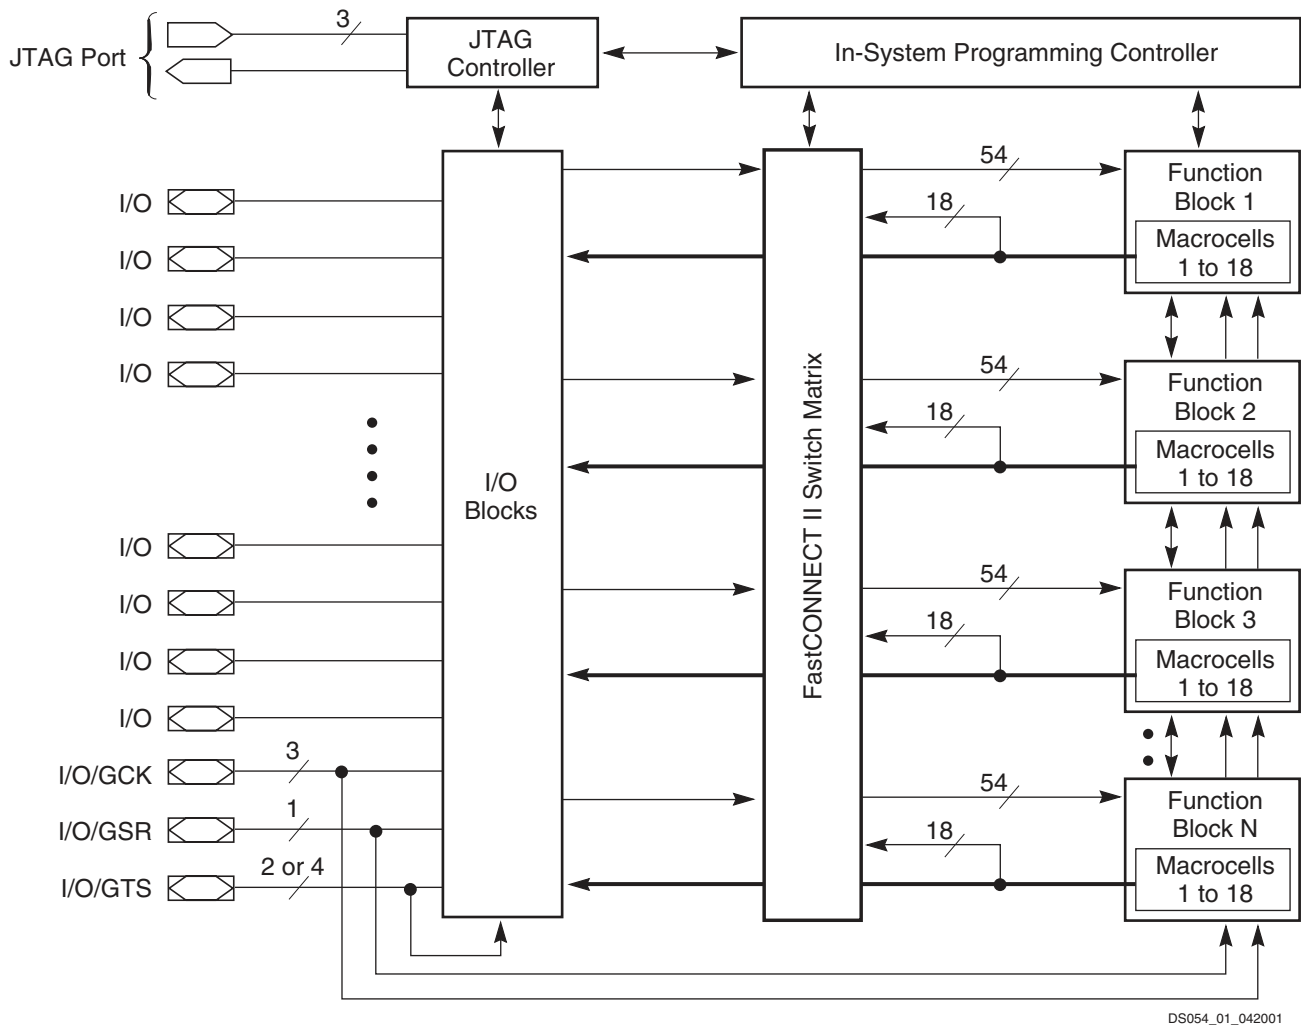 3
JTAG Port
JTAG
Controller
In-System Programming Controller
54
Function
Block 1
I/O
18
Macrocells
1 to 18
I/O
I/O
I/O
54
Function
Block 2
18
Macrocells
1 to 18
I/O
Blocks
FastCONNECT II Switch Matrix
I/O
54
Function
Block 3
I/O
18
Macrocells
1 to 18
I/O
I/O
I/O/GCK
3
54
Function
Block N
I/O/GSR
1
18
Macrocells
1 to 18
I/O/GTS
2 or 4
DS054_01_042001